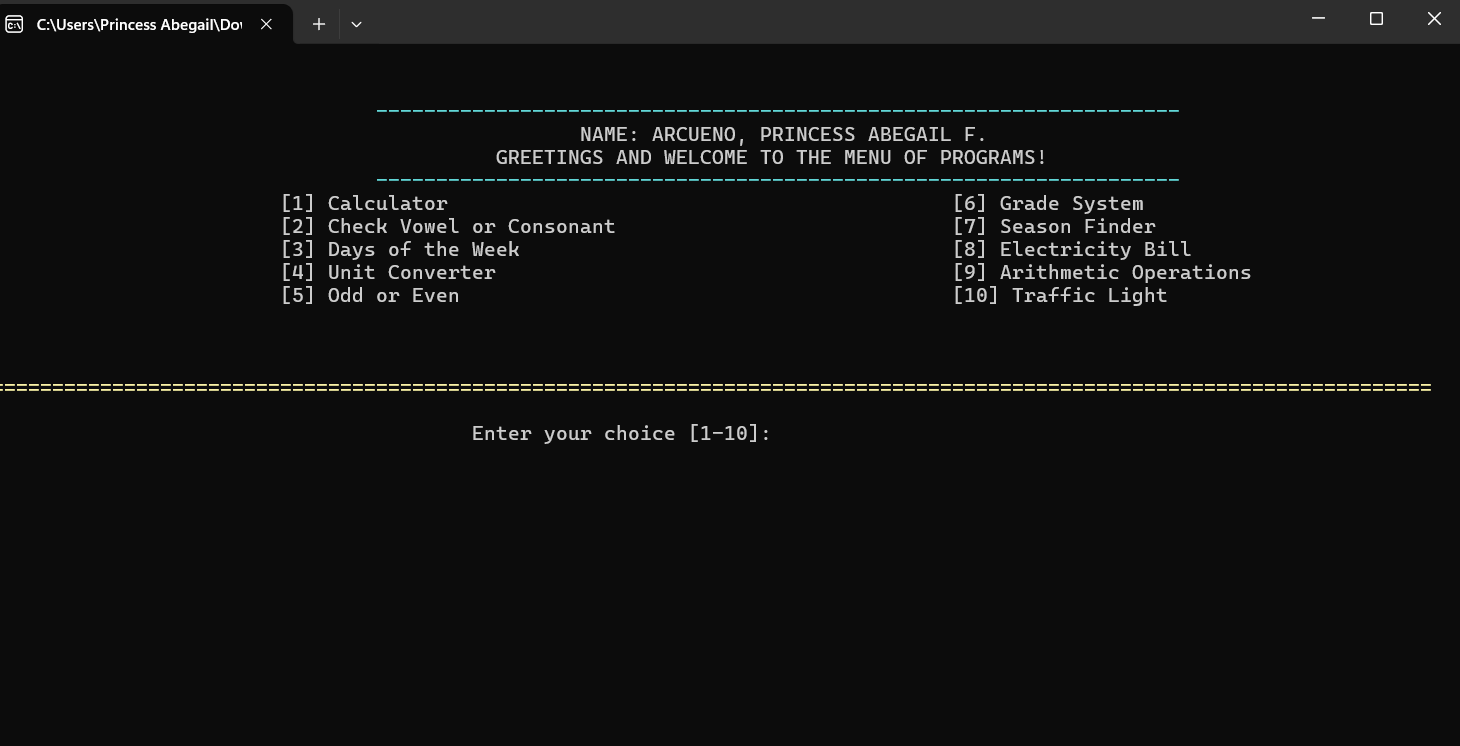 C:\Users\Princess Abegail\Do
--------------------------------------------------------------------
NAME: ARCUENO, PRINCESS ABEGAIL F.
GREETINGS AND WELCOME TO THE MENU OF PROGRAMS!
--------------------------------------------------------------------
[1] Calculator [6] Grade System
[2] Check Vowel or Consonant [7] Season Finder
[3] Days of the Week [8] Electricity Bill
[4] Unit Converter [9] Arithmetic Operations
[5] Odd or Even [10] Traffic Light
========================================================================================================================
Enter your choice [1-10]: